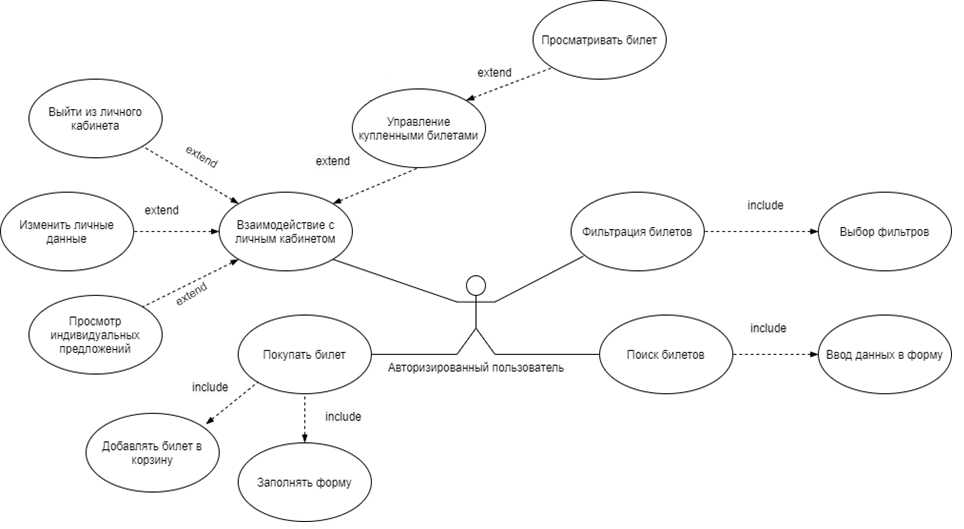 Просматривать билет
extend
Выйти из личного
кабинета
Управление
купленными билетами
extend
extend
Изменить личные
данные
extend
Взаимодействие с
личным кабинетом
Фильтрация билетов
include
Выбор фильтров
extend
Просмотр
индивидуальных
предложений
Покупать билет
Авторизированный пользователь
Поиск билетов
include
Ввод данных в форму
include
include
Добавлять билет в
корзину
Заполнять форму